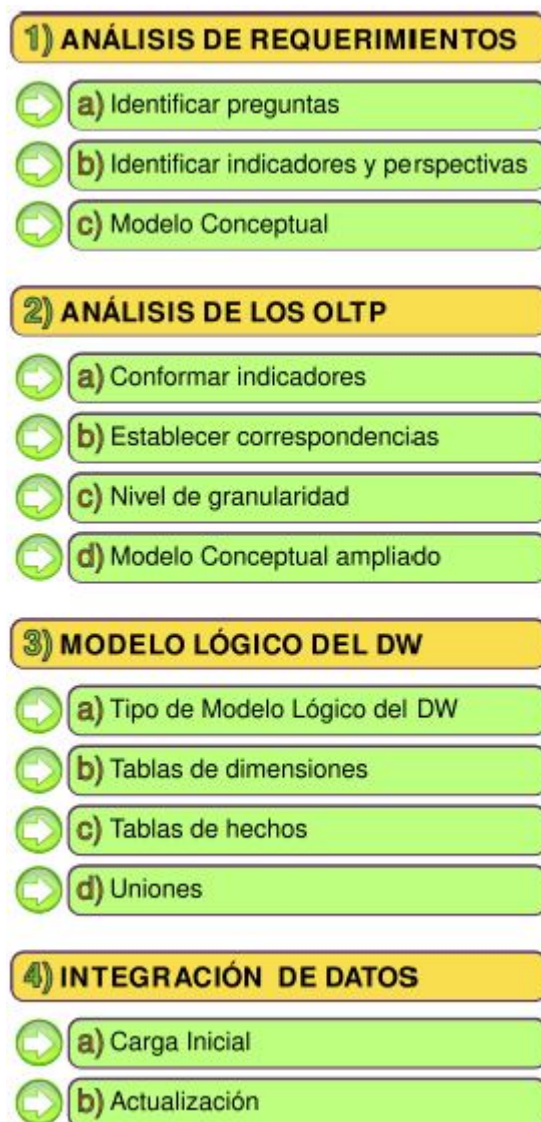 1) ANÁLISIS DE REQUERIMIENTOS
a) Identificar preguntas
b) Identificar indicadores y perspectivas
c) Modelo Conceptual
2) ANÁLISIS DE LOS OLTP
a) Conformar indicadores
b) Establecer correspondencias
c) Nivel de granularidad
d) Modelo Conceptual ampliado
3) MODELO LÓGICO DEL DW
a) Tipo de Modelo Lógico del DW
b) Tablas de dimensiones
c) Tablas de hechos
d) Uniones
4) INTEGRACIÓN DE DATOS
a) Carga Inicial
b) Actualización